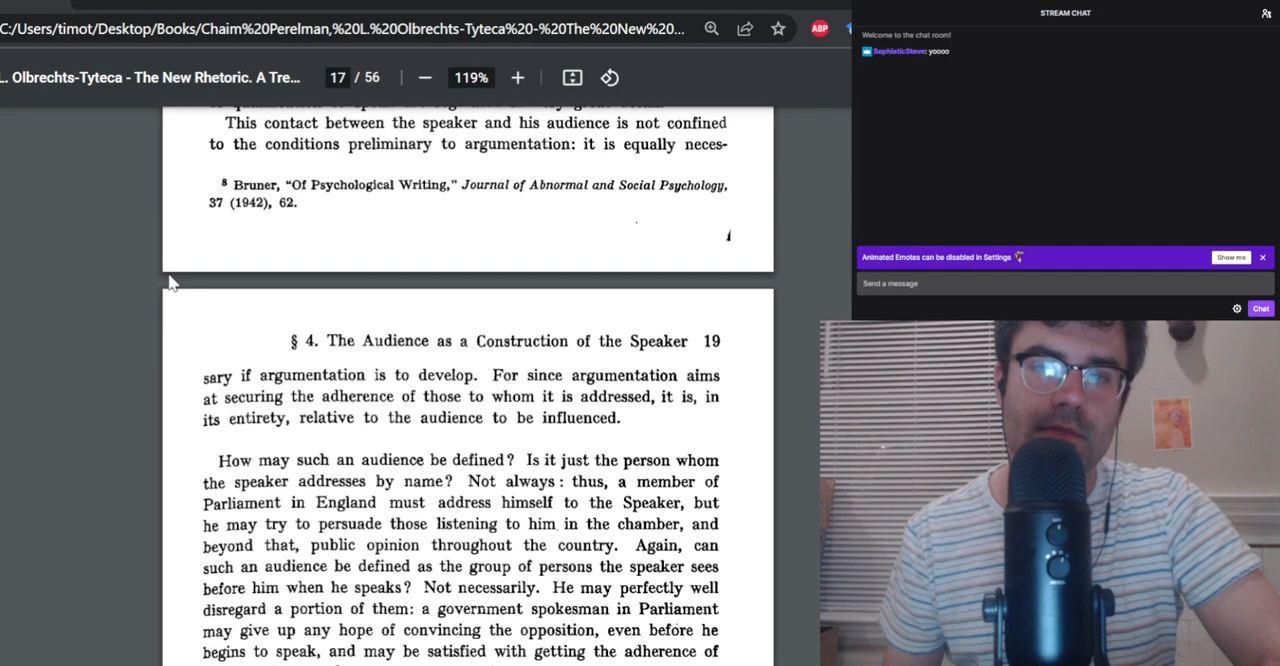 C:/Users/timot/Desktop/Books/Chaim%20Perelman,%20L.%20Olbrechts-Tyteca%20-%20The%20New%20...
ABP
L. Olbrechts-Tyteca - The New Rhetoric. A Tre...
17 / 56
119%
This contact between the speaker and his audience is not confined
to the conditions preliminary to argumentation: it is equally neces-
8 Bruner, “Of Psychological Writing,” Journal of Abnormal and Social Psychology,
37 (1942), 62.
§ 4. The Audience as a Construction of the Speaker 19
sary if argumentation is to develop. For since argumentation aims
at securing the adherence of those to whom it is addressed, it is, in
its entirety, relative to the audience to be influenced.
How may such an audience be defined? Is it just the person whom
the speaker addresses by name? Not always: thus, a member of
Parliament in England must address himself to the Speaker, but
he may try to persuade those listening to him in the chamber, and
beyond that, public opinion throughout the country. Again, can
such an audience be defined as the group of persons the speaker sees
before him when he speaks? Not necessarily. He may perfectly well
disregard a portion of them: a government spokesman in Parliament
may give up any hope of convincing the opposition, even before he
begins to speak, and may be satisfied with getting the adherence of
STREAM CHAT
Welcome to the chat room!
SophisticSteve: yoooo
Animated Emotes can be disabled in Settings
Show me
Send a message
Chat